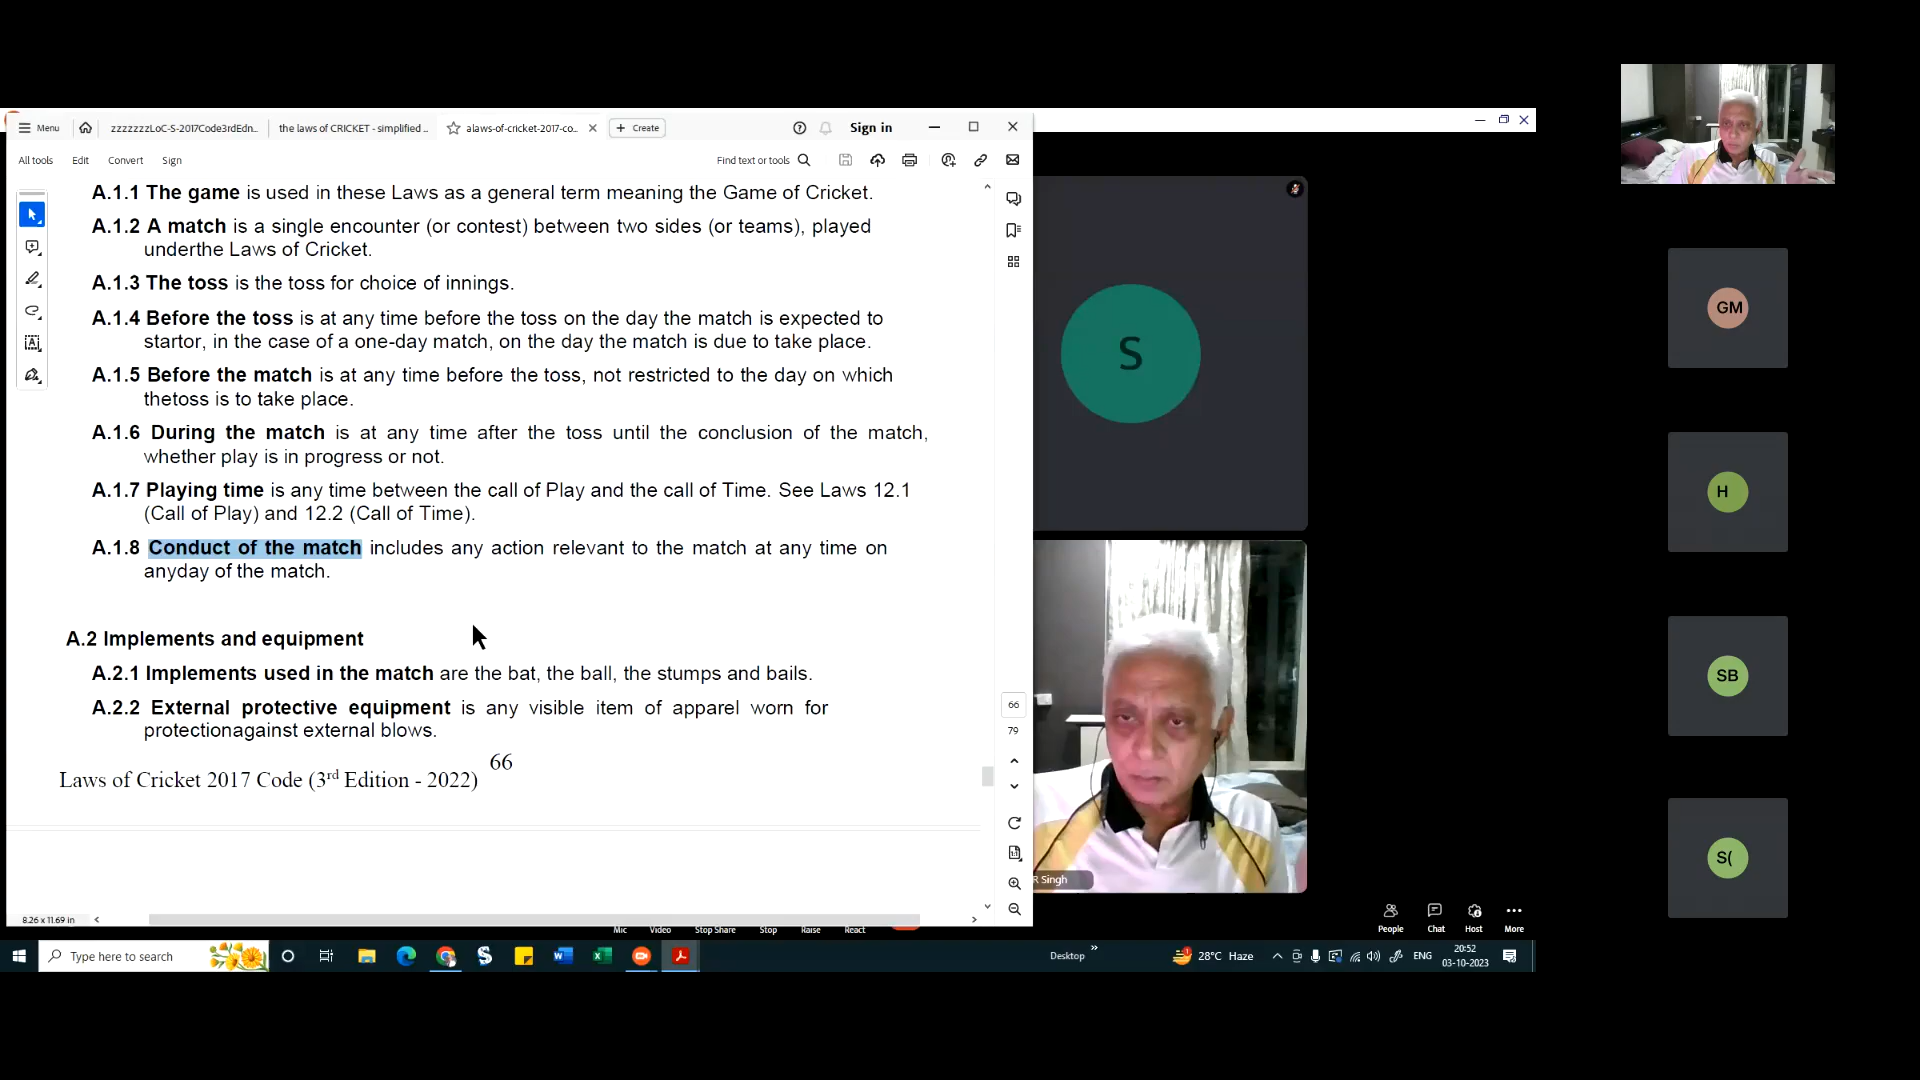 Menu
zzzzzzzLoC-S-2017Code3rdEdn...
the laws of CRICKET - simplified ...
alaws-of-cricket-2017-co...
Create
Sign in
All tools
Edit
Convert
Sign
Find text or tools
A.1.1 The game is used in these Laws as a general term meaning the Game of Cricket.
A.1.2 A match is a single encounter (or contest) between two sides (or teams), played
underthe Laws of Cricket.
A.1.3 The toss is the toss for choice of innings.
A.1.4 Before the toss is at any time before the toss on the day the match is expected to
startor, in the case of a one-day match, on the day the match is due to take place.
A.1.5 Before the match is at any time before the toss, not restricted to the day on which
thetoss is to take place.
A.1.6 During the match is at any time after the toss until the conclusion of the match,
whether play is in progress or not.
A.1.7 Playing time is any time between the call of Play and the call of Time. See Laws 12.1
(Call of Play) and 12.2 (Call of Time).
A.1.8 Conduct of the match includes any action relevant to the match at any time on
anyday of the match.
A.2 Implements and equipment
A.2.1 Implements used in the match are the bat, the ball, the stumps and bails.
A.2.2 External protective equipment is any visible item of apparel worn for
protectionagainst external blows.
66
Laws of Cricket 2017 Code (3rd Edition - 2022)
66
79
8.26 x 11.69 in
S
R Singh
GM
H
SB
S(
Mic
Video
Stop Share
Stop
Raise
React
People
Chat
Host
More
Type here to search
Desktop
28°C Haze
ENG
20:52
03-10-2023